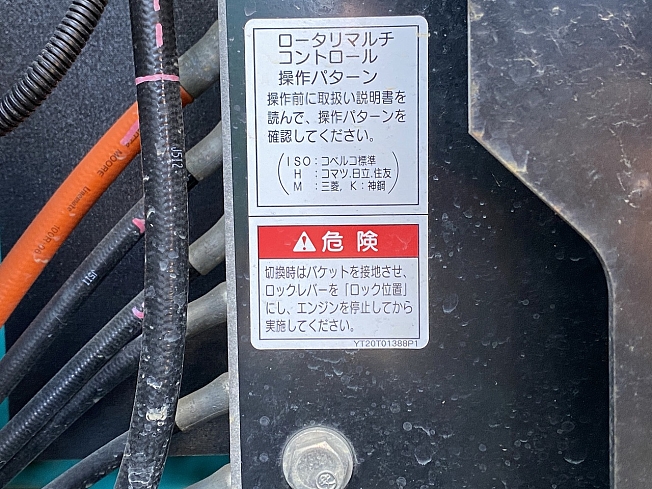 ロータリマルチ
コントロール
操作パターン
操作前に取扱い説明書を
読んで、操作パターンを
確認してください。
ISO：コベルコ標準
H：コマツ.日立.住友
M：三菱，K：神鋼
危険
切換時はバケットを接地させ、
ロックレバーを「ロック位置」
にし、エンジンを停止してから
実施してください。
YT20T01388P1
J512
J511